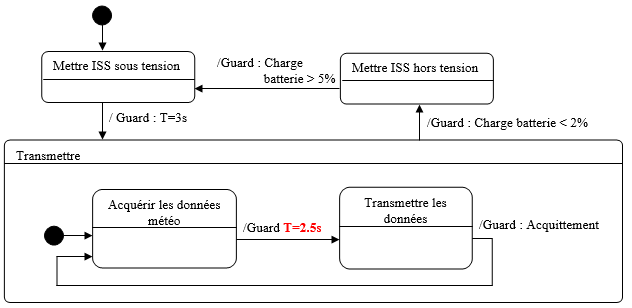 Mettre ISS sous tension
/Guard : Charge
batterie > 5%
Mettre ISS hors tension
/ Guard : T=3s
/Guard : Charge batterie < 2%
Transmettre
Acquérir les données
météo
/Guard T=2.5s
Transmettre les
données
/Guard : Acquittement